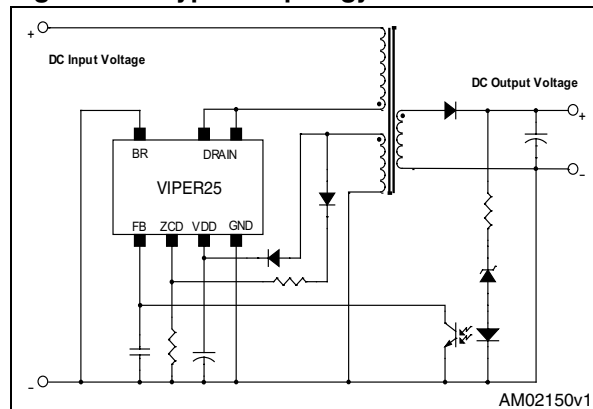 +
DC Input Voltage
DC Output Voltage
+
BR
DRAIN
VIPER25
-
FB
ZCD
VDD
GND
-
AM02150v1